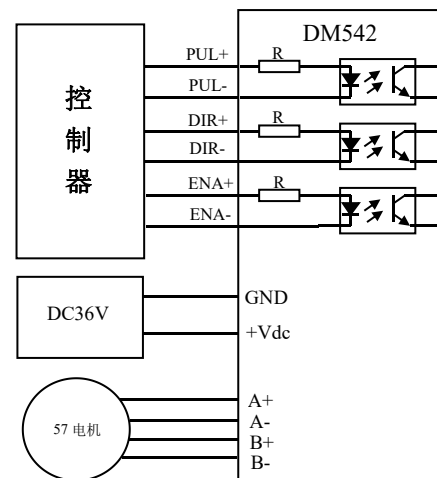 DM542
控
制
器
PUL+
R
PUL-
DIR+
R
DIR-
ENA+
R
ENA-
DC36V
GND
+Vdc
57 电机
A+
A-
B+
B-